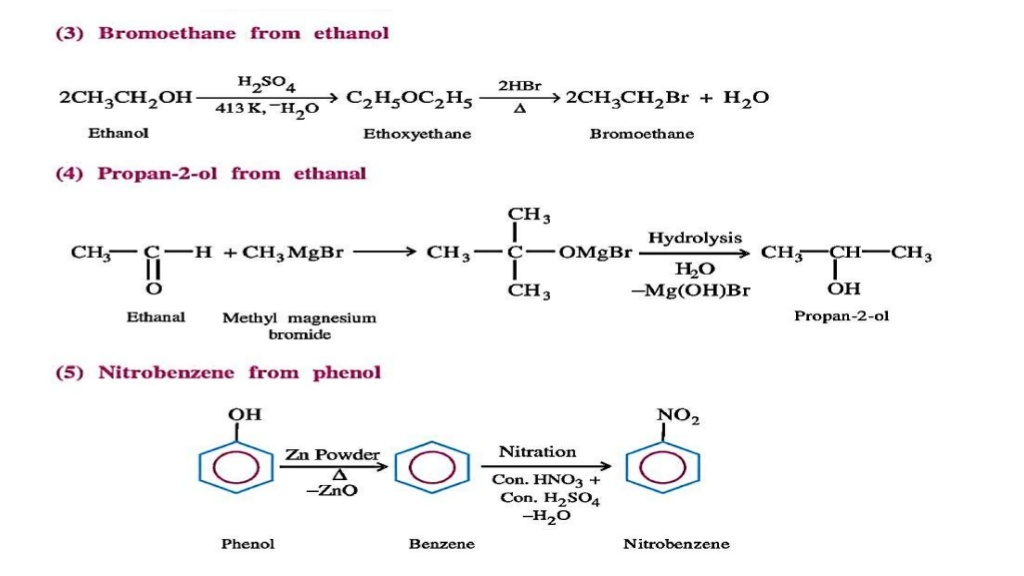 (3) Bromoethane from ethanol
2CH₃CH₂OH H₂SO₄ 413 K, –H₂O → C₂H₅OC₂H₅ 2HBr Δ → 2CH₃CH₂Br + H₂O
Ethanol Ethoxyethane Bromoethane
(4) Propan-2-ol from ethanal
CH₃
CH₃—C—H + CH₃MgBr → CH₃—C—OMgBr Hydrolysis → CH₃—CH—CH₃
H₂O
O CH₃ –Mg(OH)Br OH
Ethanal Methyl magnesium Propan-2-ol
bromide
(5) Nitrobenzene from phenol
OH NO₂
Zn Powder Nitration
Δ Con. HNO₃ +
–ZnO Con. H₂SO₄
–H₂O
Phenol Benzene Nitrobenzene